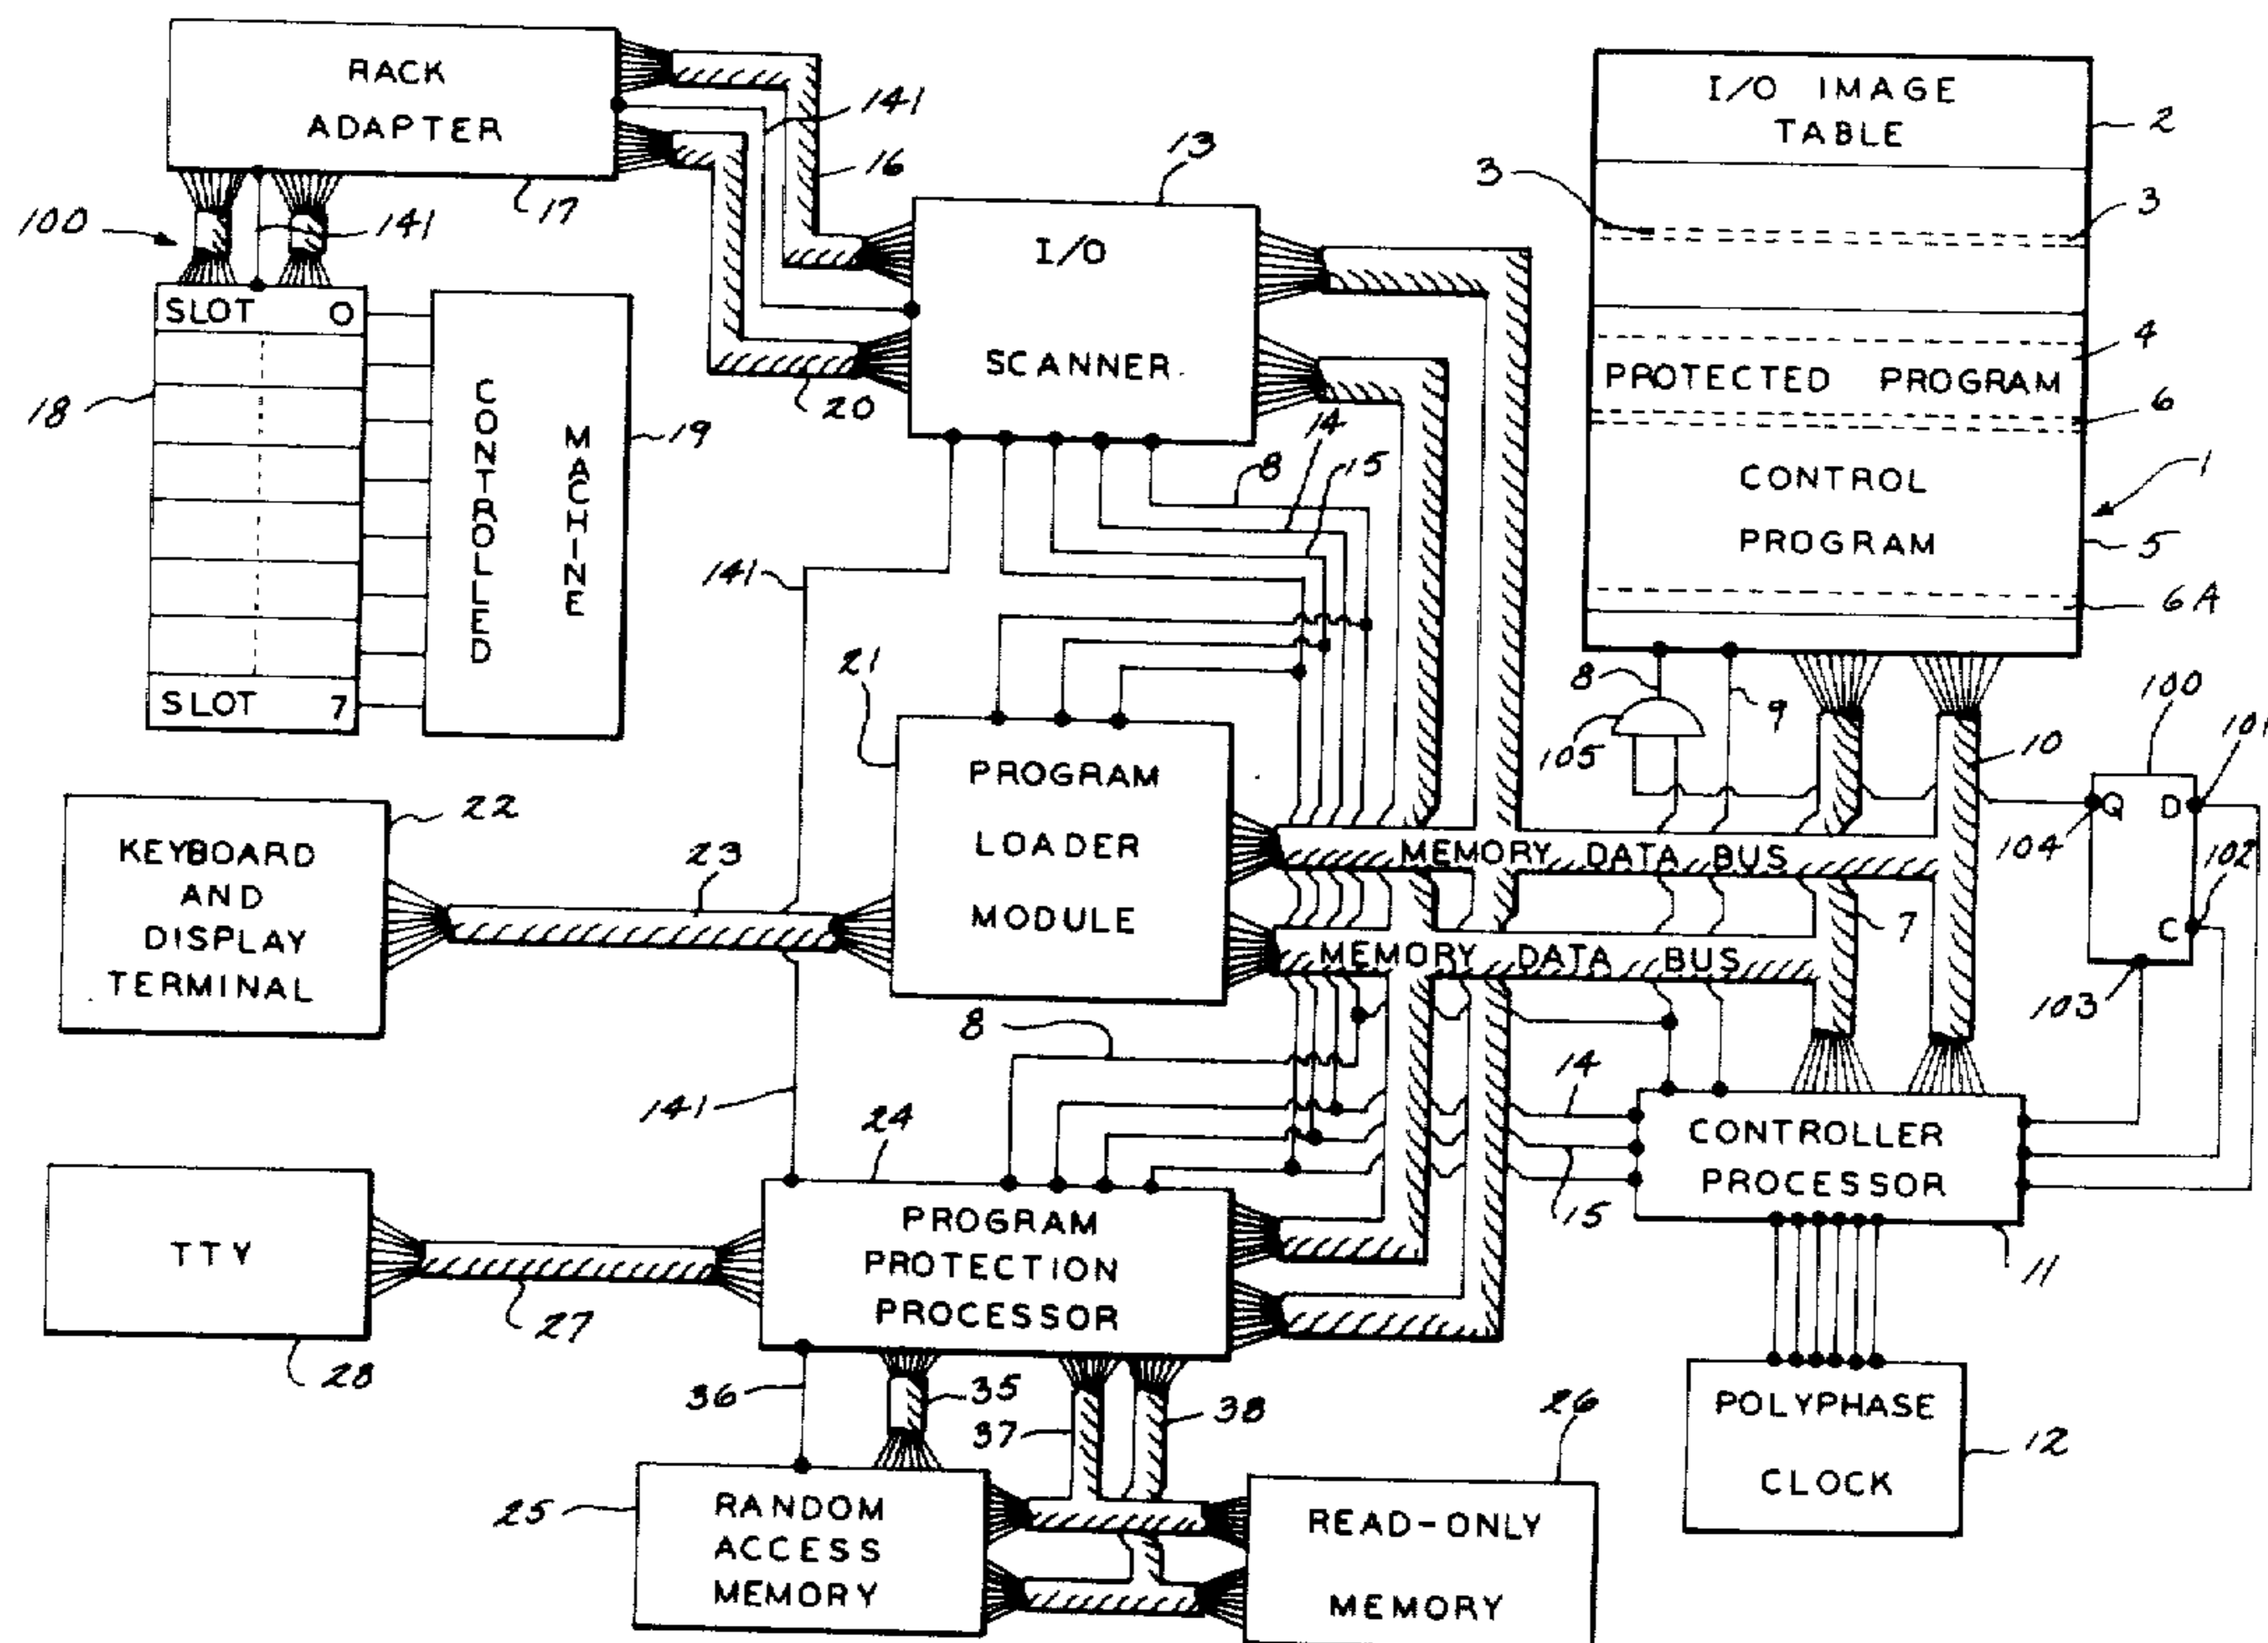 RACK
ADAPTER
17
141
16
100
141
20
13
I/O
SCANNER
I/O IMAGE
TABLE
2
3
3
4
PROTECTED PROGRAM
6
CONTROL
PROGRAM
1
5
6A
SLOT 0
SLOT 7
18
CONTROLLED
MACHINE
19
14
8
15
141
8
9
105
10
100
101
Q D
104
102
C
103
21
PROGRAM
LOADER
MODULE
22
KEYBOARD
AND
DISPLAY
TERMINAL
23
MEMORY DATA BUS
MEMORY DATA BUS
7
8
141
24
14
15
CONTROLLER
PROCESSOR
11
PROGRAM
PROTECTION
PROCESSOR
TTY
28
27
36
35
37
38
26
POLYPHASE
CLOCK
12
25
RANDOM
ACCESS
MEMORY
READ-ONLY
MEMORY